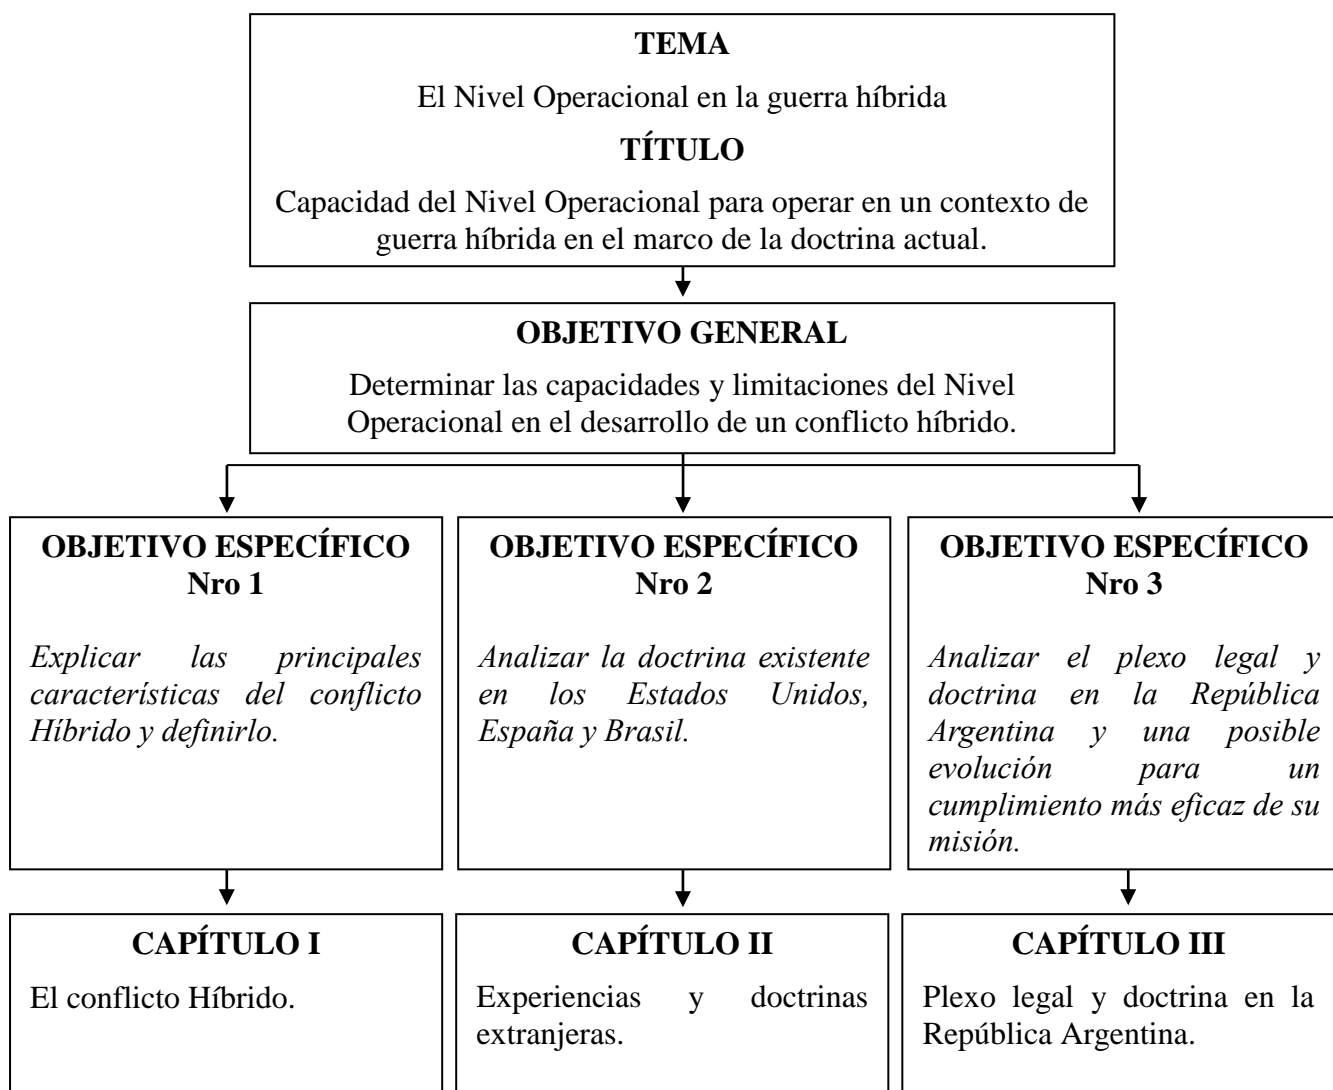 TEMA
El Nivel Operacional en la guerra híbrida
TÍTULO
Capacidad del Nivel Operacional para operar en un contexto de
guerra híbrida en el marco de la doctrina actual.
OBJETIVO GENERAL
Determinar las capacidades y limitaciones del Nivel
Operacional en el desarrollo de un conflicto híbrido.
OBJETIVO ESPECÍFICO
Nro 1
Explicar las principales
características del conflicto
Híbrido y definirlo.
OBJETIVO ESPECÍFICO
Nro 2
Analizar la doctrina existente
en los Estados Unidos,
España y Brasil.
OBJETIVO ESPECÍFICO
Nro 3
Analizar el plexo legal y
doctrina en la República
Argentina y una posible
evolución para un
cumplimiento más eficaz de su
misión.
CAPÍTULO I
El conflicto Híbrido.
CAPÍTULO II
Experiencias y doctrinas
extranjeras.
CAPÍTULO III
Plexo legal y doctrina en la
República Argentina.